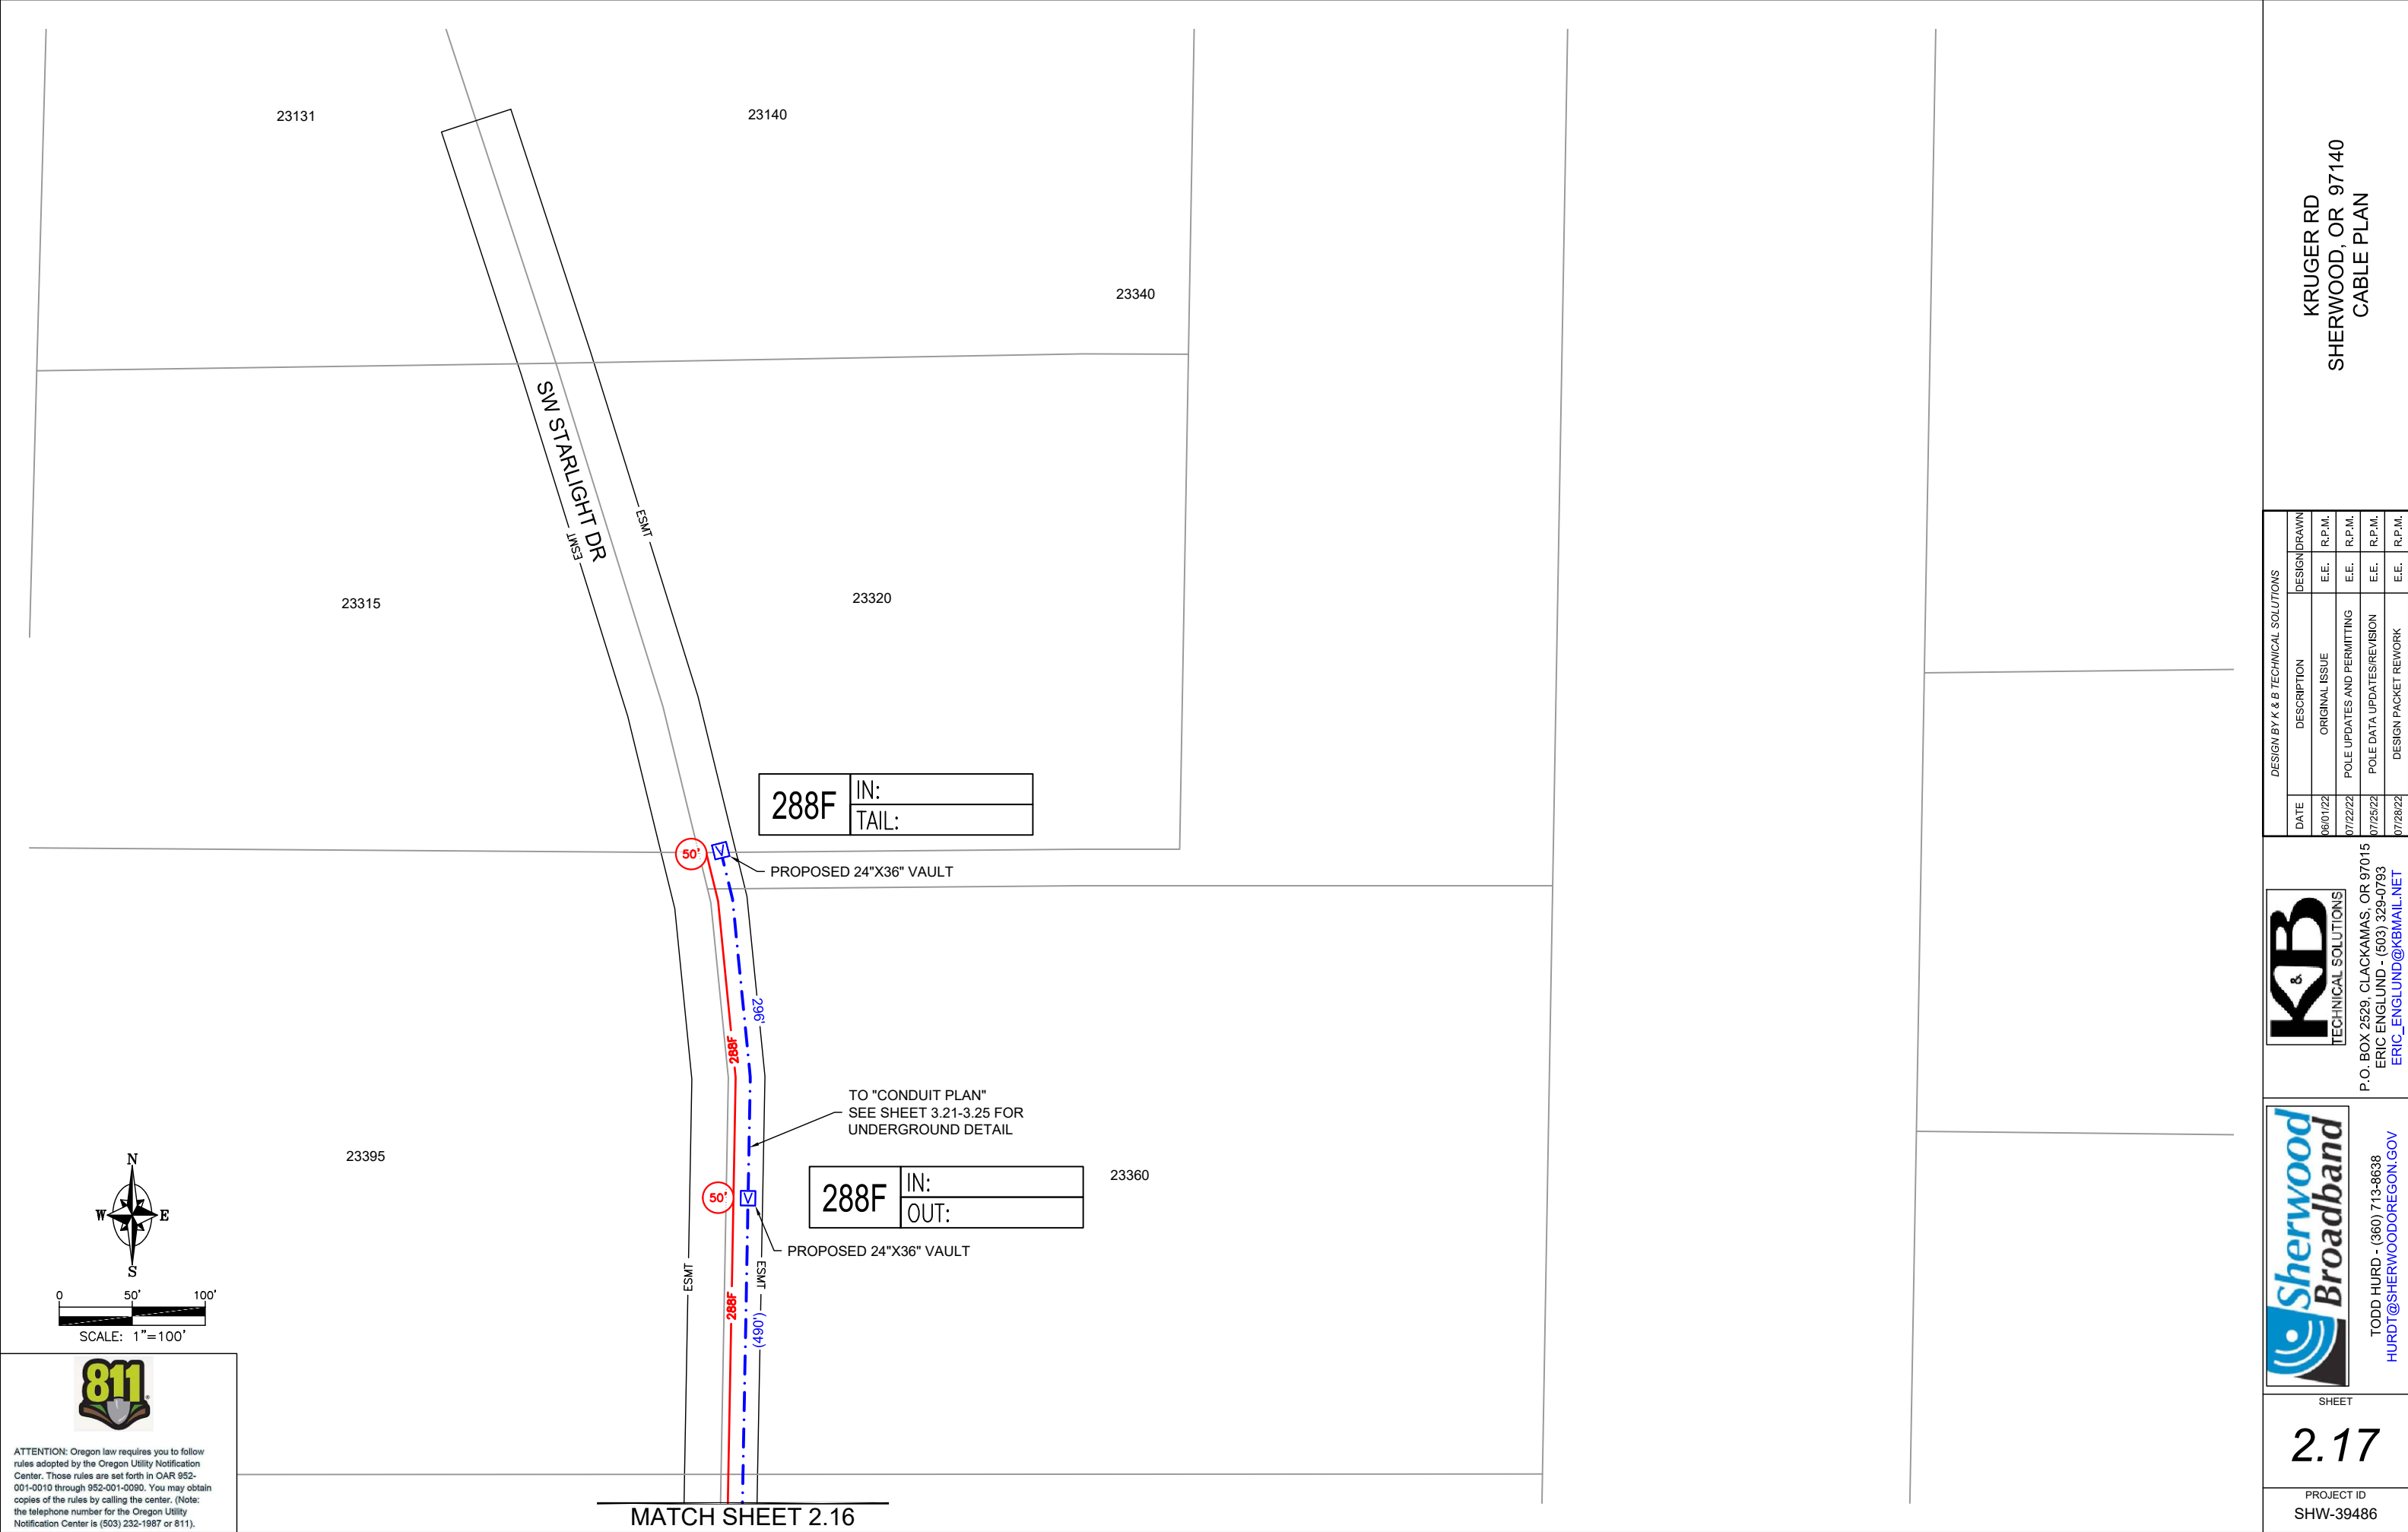 23131
23140
23340
SW STARLIGHT DR
ESMT
ESMT
23315
23320
288F
IN:
TAIL:
50'
V
PROPOSED 24"X36" VAULT
296'
288F
TO "CONDUIT PLAN"
SEE SHEET 3.21-3.25 FOR
UNDERGROUND DETAIL
23395
23360
288F
IN:
OUT:
50'
V
PROPOSED 24"X36" VAULT
ESMT
ESMT
288F
(490')
N
W
E
S
0 50' 100'
SCALE: 1"=100'
811
ATTENTION: Oregon law requires you to follow
rules adopted by the Oregon Utility Notification
Center. Those rules are set forth in OAR 952-
001-0010 through 952-001-0090. You may obtain
copies of the rules by calling the center. (Note:
the telephone number for the Oregon Utility
Notification Center is (503) 232-1987 or 811).
MATCH SHEET 2.16
KRUGER RD
SHERWOOD, OR 97140
CABLE PLAN
DESIGN BY K & B TECHNICAL SOLUTIONS
DATE DESCRIPTION DESIGN DRAWN
06/01/22 ORIGINAL ISSUE E.E. R.P.M.
07/22/22 POLE UPDATES AND PERMITTING E.E. R.P.M.
07/25/22 POLE DATA UPDATES/REVISION E.E. R.P.M.
07/28/22 DESIGN PACKET REWORK E.E. R.P.M.
K&B
TECHNICAL SOLUTIONS
P.O. BOX 2529, CLACKAMAS, OR 97015
ERIC ENGLUND - (503) 329-0793
ERIC_ENGLUND@KBMAIL.NET
Sherwood
Broadband
TODD HURD - (360) 713-8638
HURDT@SHERWOODOREGON.GOV
SHEET
2.17
PROJECT ID
SHW-39486